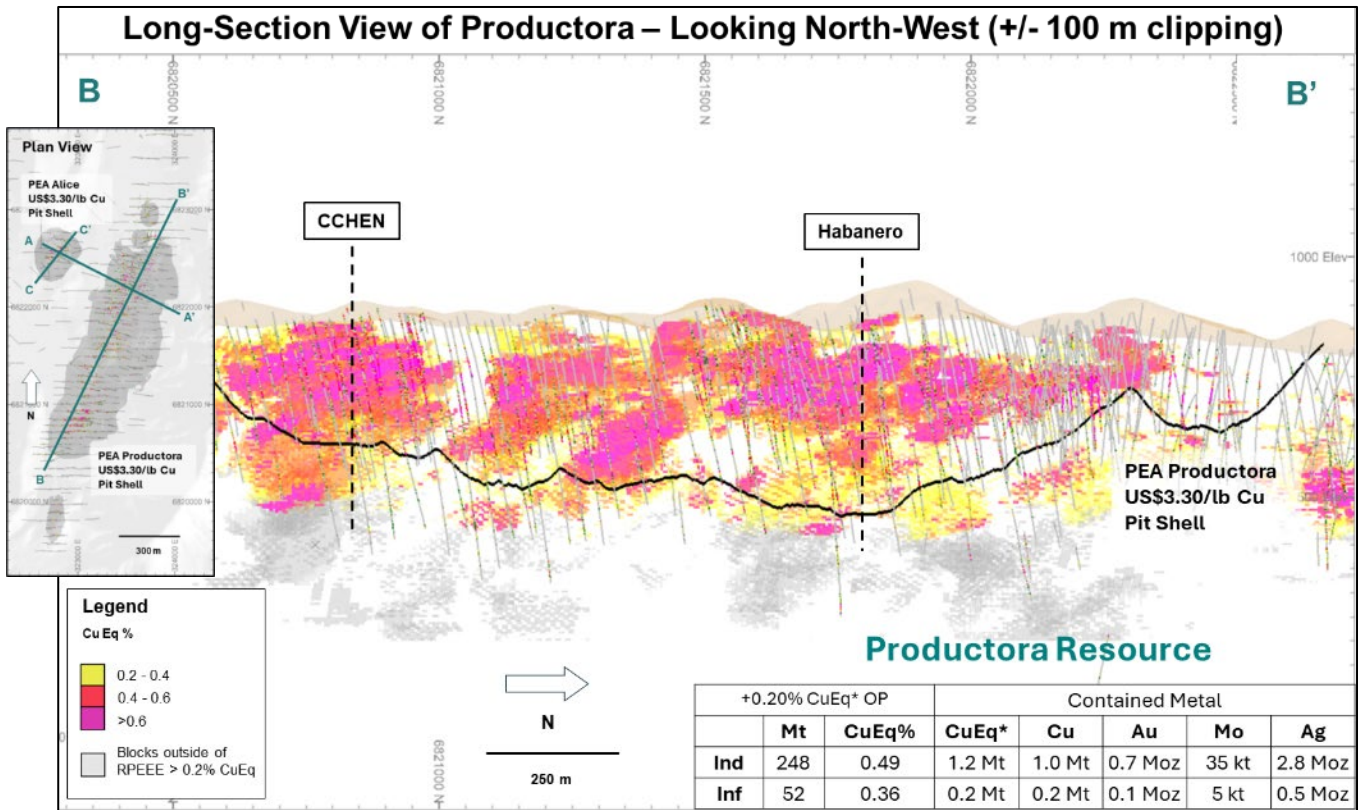 Long-Section View of Productora – Looking North-West (+/- 100 m clipping)
B
B’
6820500 N
6821000 N
6821500 N
6822000 N
Plan View
PEA Alice
US$3.30/lb Cu
Pit Shell
B'
A
C'
C
A'
6822000 N
N
PEA Productora
US$3.30/lb Cu
Pit Shell
B
6820000 N
300 m
CCHEN
Habanero
1000 Elev
PEA Productora
US$3.30/lb Cu
Pit Shell
Legend
Cu Eq %
0.2 - 0.4
0.4 - 0.6
>0.6
Blocks outside of
RPEEE > 0.2% CuEq
N
250 m
6821000 N
Productora Resource
+0.20% CuEq* OP Contained Metal
Mt CuEq% CuEq* Cu Au Mo Ag
Ind 248 0.49 1.2 Mt 1.0 Mt 0.7 Moz 35 kt 2.8 Moz
Inf 52 0.36 0.2 Mt 0.2 Mt 0.1 Moz 5 kt 0.5 Moz